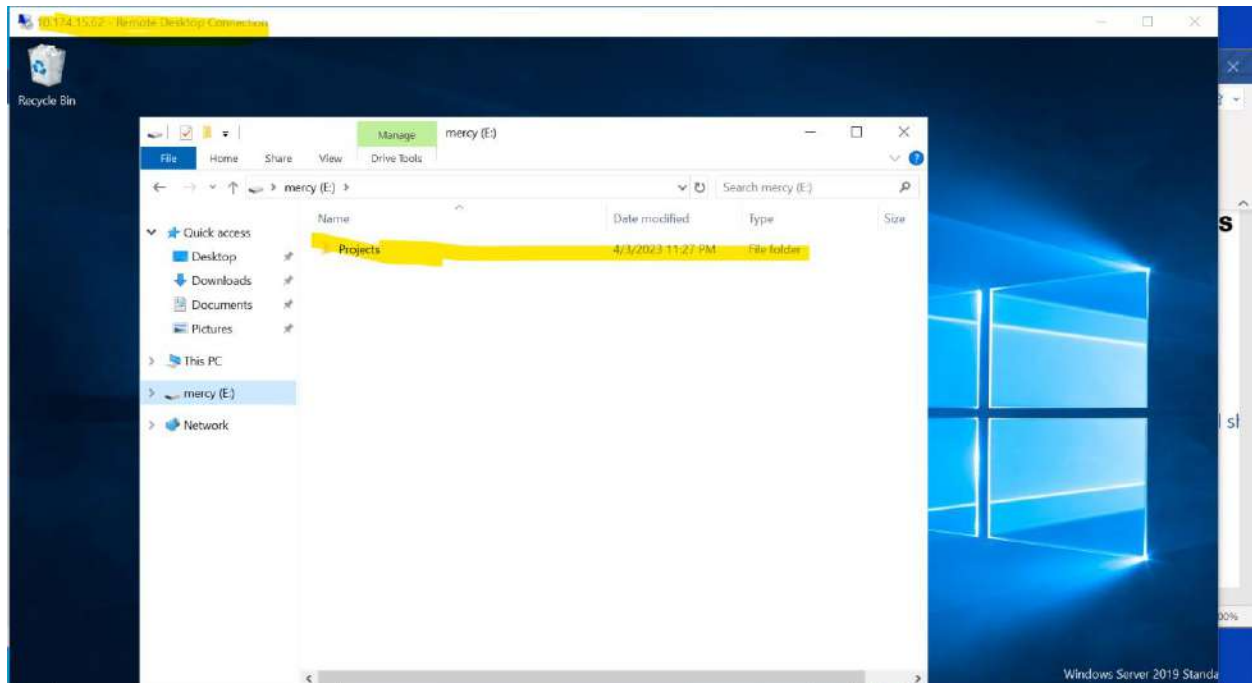 10.174.15.62 - Remote Desktop Connection
Recycle Bin
Manage mercy (E:)
File Home Share View Drive Tools
mercy (E:)
Search mercy (E:)
Name Date modified Type Size
Quick access
Projects 4/3/2023 11:27 PM File folder
Desktop
Downloads
Documents
Pictures
This PC
mercy (E:)
Network
S
sh
00%
Windows Server 2019 Standa